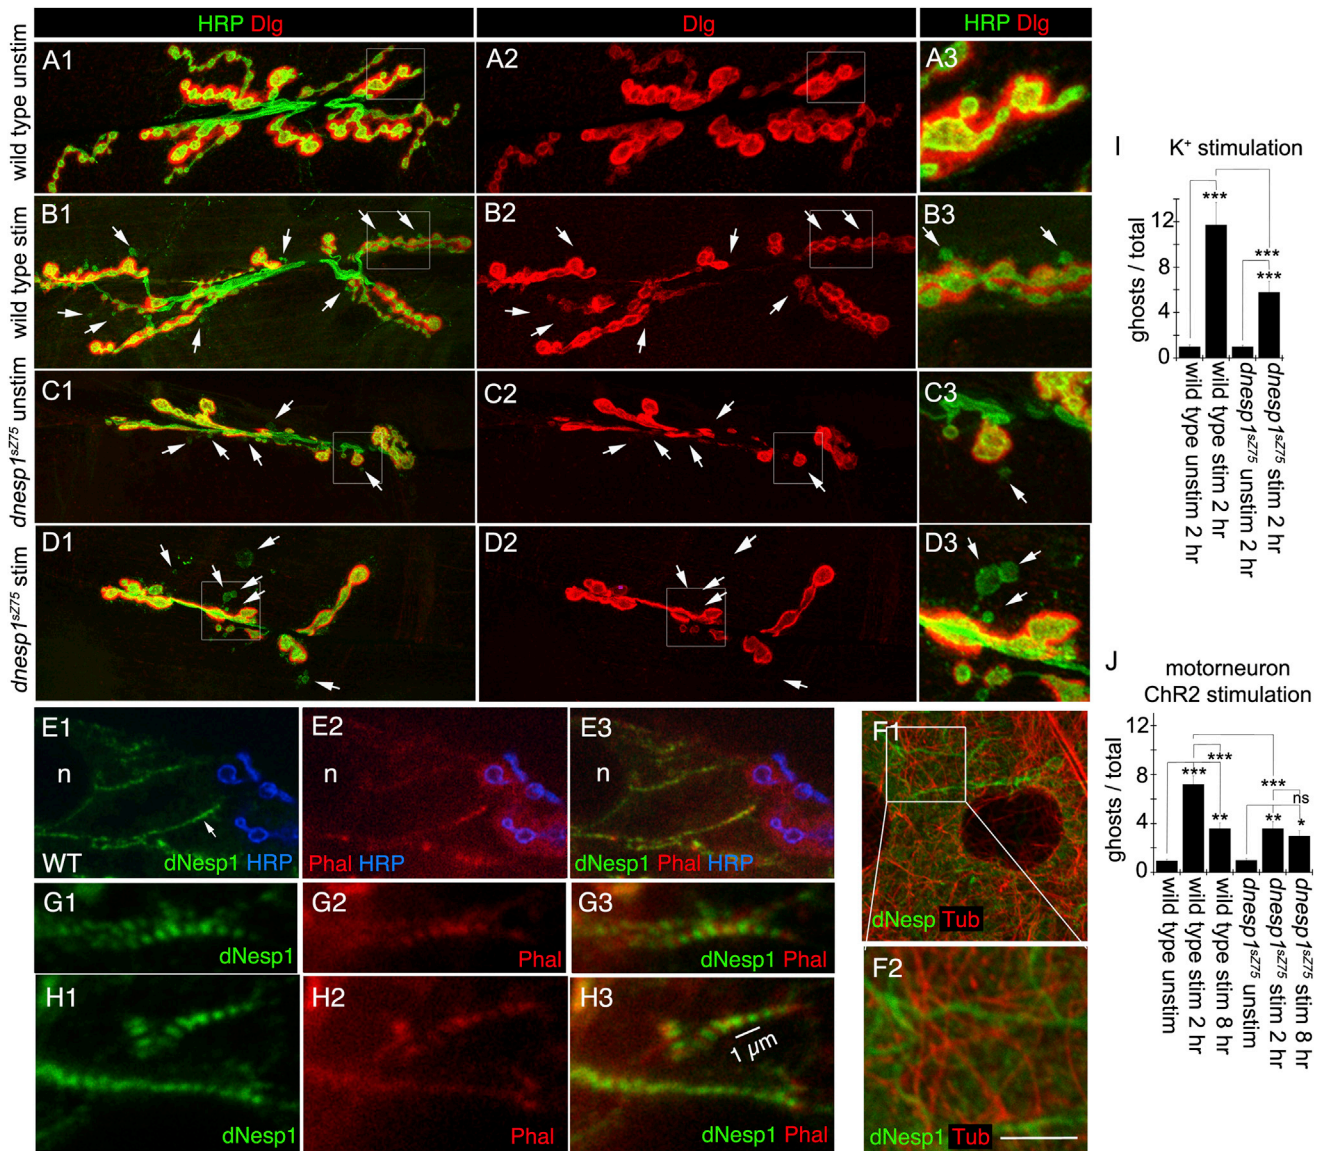 HRP Dlg
Dlg
HRP Dlg
wild type unstim
A1
A2
A3
wild type stim
B1
B2
B3
dnesp1sZ75 unstim
C1
C2
C3
dnesp1sZ75 stim
D1
D2
D3
E1
n
WT
dNesp1 HRP
E2
n
Phal HRP
E3
n
dNesp1 Phal HRP
F1
dNesp Tub
G1
dNesp1
G2
Phal
G3
dNesp1 Phal
H1
dNesp1
H2
Phal
H3
1 µm
dNesp1 Phal
F2
dNesp1 Tub
I
K+ stimulation
ghosts / total
12
8
4
0
***
***
***
wild type unstim 2 hr
wild type stim 2 hr
dnesp1sZ75 unstim 2 hr
dnesp1sZ75 stim 2 hr
J
motorneuron
ChR2 stimulation
ghosts / total
12
8
4
0
***
***
**
***
**
ns
*
wild type unstim
wild type stim 2 hr
wild type stim 8 hr
dnesp1sZ75 unstim
dnesp1sZ75 stim 2 hr
dnesp1sZ75 stim 8 hr